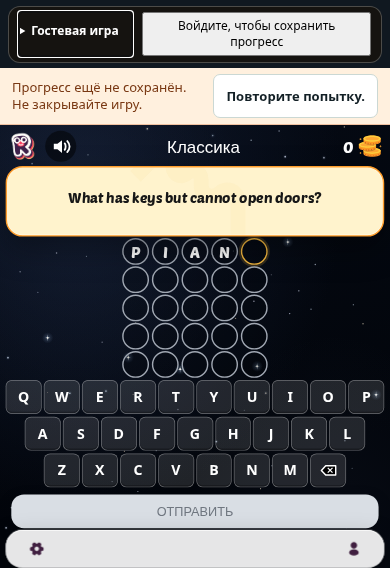 Гостевая игра
Войдите, чтобы сохранить
прогресс
Прогресс ещё не сохранён.
Не закрывайте игру.
Повторите попытку.
Классика
0
What has keys but cannot open doors?
P I A N
Q W E R T Y U I O P
A S D F G H J K L
Z X C V B N M
ОТПРАВИТЬ